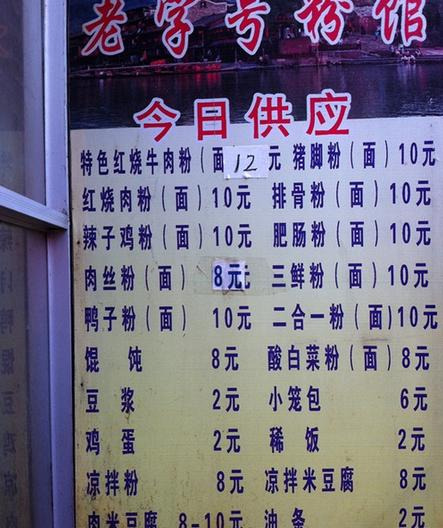 老字号粉馆
今日供应
特色红烧牛肉粉（面 12 元 猪脚粉（面）10元
红烧肉粉（面）10元 排骨粉（面）10元
辣子鸡粉（面）10元 肥肠粉（面）10元
肉丝粉（面） 8元 三鲜粉（面）10元
鸭子粉（面） 10元 二合一粉（面)10元
馄 饨 8元 酸白菜粉（面）8元
豆 浆 2元 小笼包 6元
鸡 蛋 2元 稀 饭 2元
凉拌粉 8元 凉拌米豆腐 8元
肉米豆腐 8-10元 油 条 2元